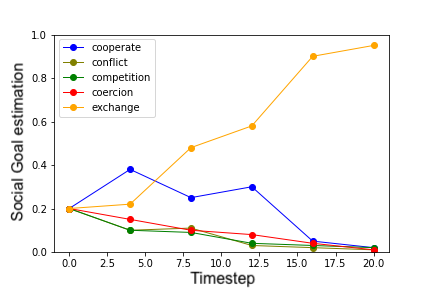 1.0
cooperate
conflict
competition
coercion
exchange
0.8
0.6
0.4
0.2
0.0
Social Goal estimation
0.0 2.5 5.0 7.5 10.0 12.5 15.0 17.5 20.0
Timestep